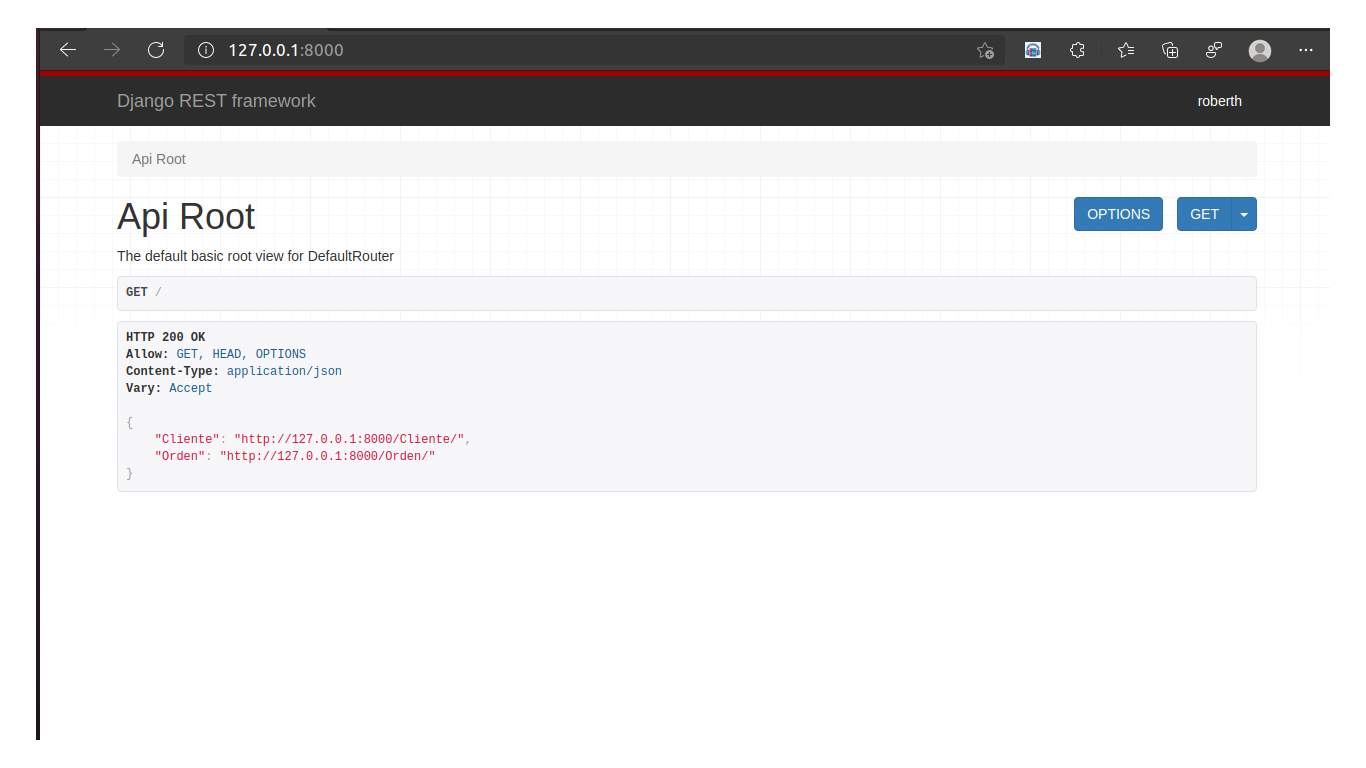 127.0.0.1:8000
Django REST framework
roberth
Api Root
Api Root
OPTIONS
GET
The default basic root view for DefaultRouter
GET /
HTTP 200 OK
Allow: GET, HEAD, OPTIONS
Content-Type: application/json
Vary: Accept
{
    "Cliente": "http://127.0.0.1:8000/Cliente/",
    "Orden": "http://127.0.0.1:8000/Orden/"
}